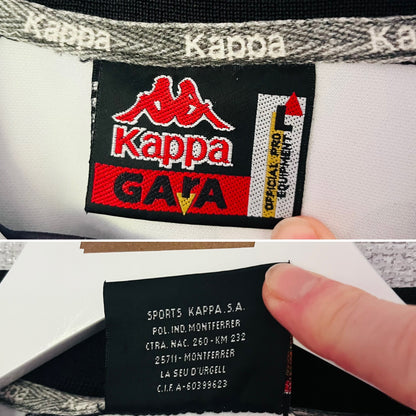 Kappa Kappa Ka
Kappa
GARA
OFFICIAL PRO
EQUIPMENT
SPORTS KAPPA.S.A.
POL.IND.MONTFERRER
CTRA. NAC. 260-KM 232
25711-MONTFERRER
LA SEU D'URGELL
C.I.F A-60399623